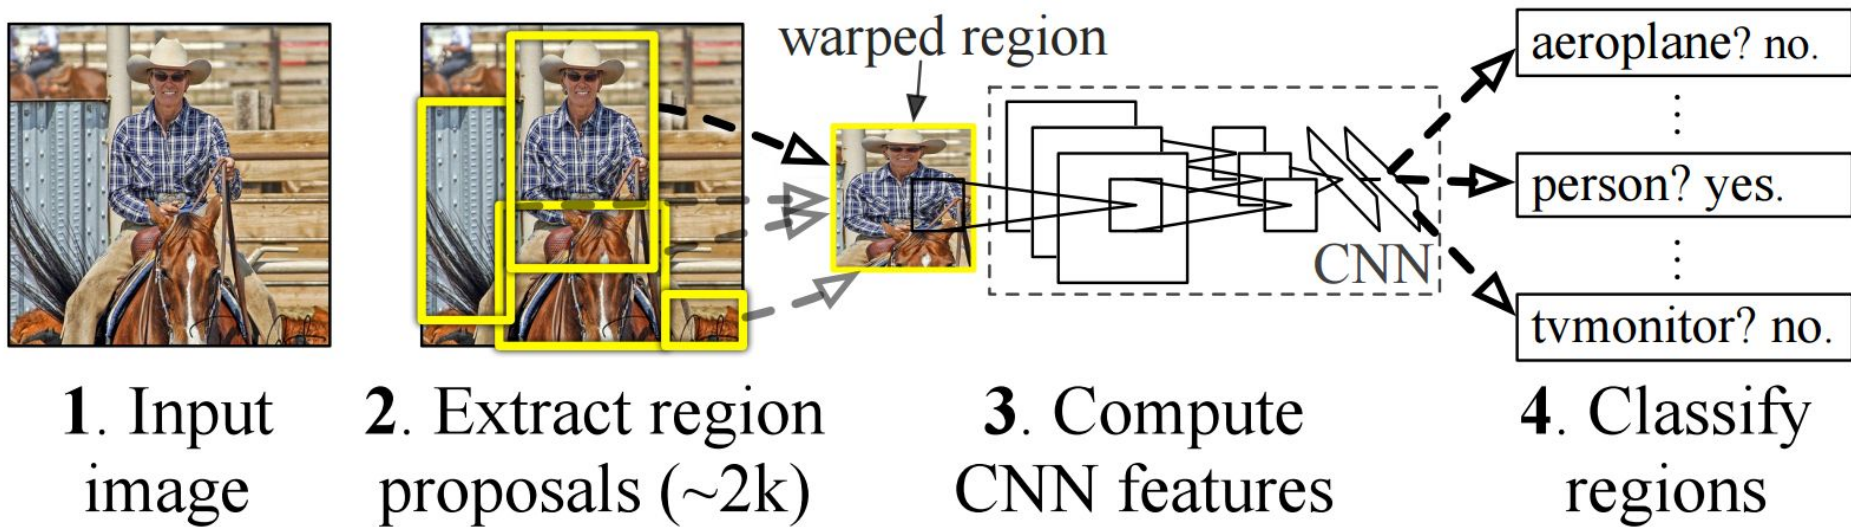 warped region
aeroplane? no.
person? yes.
CNN
tvmonitor? no.
1. Input
image
2. Extract region
proposals (~2k)
3. Compute
CNN features
4. Classify
regions